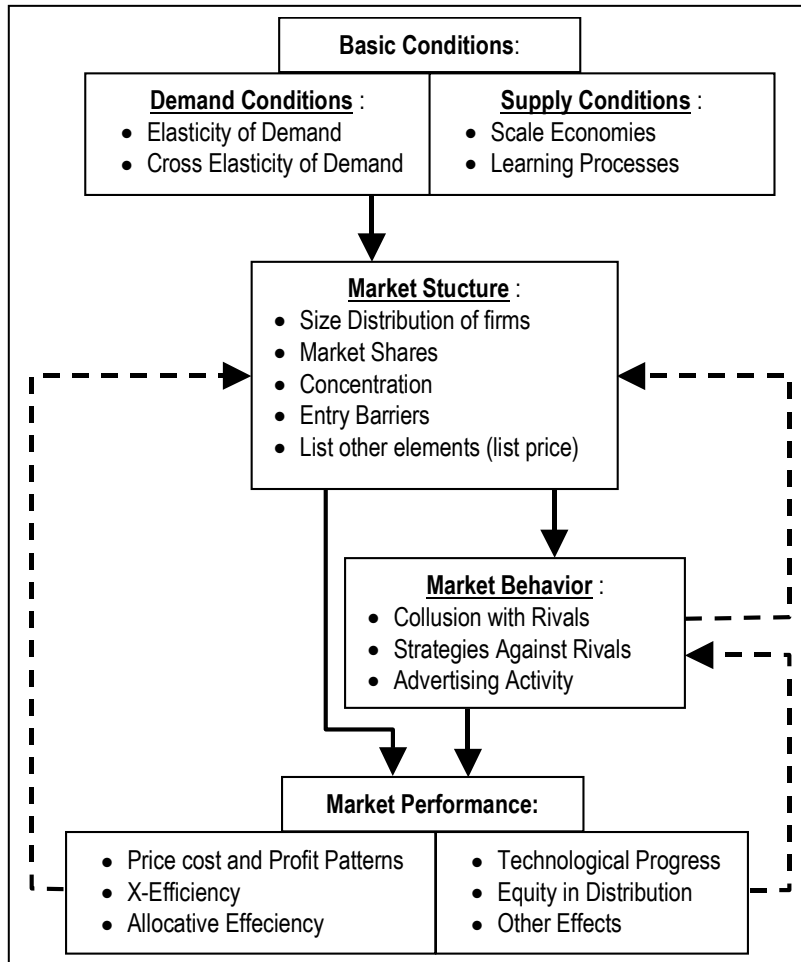 Basic Conditions:
Demand Conditions :
• Elasticity of Demand
• Cross Elasticity of Demand
Supply Conditions :
• Scale Economies
• Learning Processes
Market Stucture :
• Size Distribution of firms
• Market Shares
• Concentration
• Entry Barriers
• List other elements (list price)
Market Behavior :
• Collusion with Rivals
• Strategies Against Rivals
• Advertising Activity
Market Performance:
• Price cost and Profit Patterns
• X-Efficiency
• Allocative Effeciency
• Technological Progress
• Equity in Distribution
• Other Effects